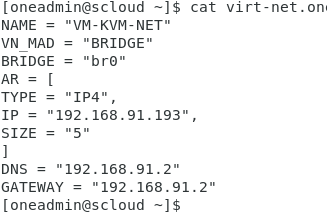 [oneadmin@scloud ~]$ cat virt-net.one
NAME = "VM-KVM-NET"
VN_MAD = "BRIDGE"
BRIDGE = "br0"
AR = [
TYPE = "IP4",
IP = "192.168.91.193",
SIZE = "5"
]
DNS = "192.168.91.2"
GATEWAY = "192.168.91.2"
[oneadmin@scloud ~]$